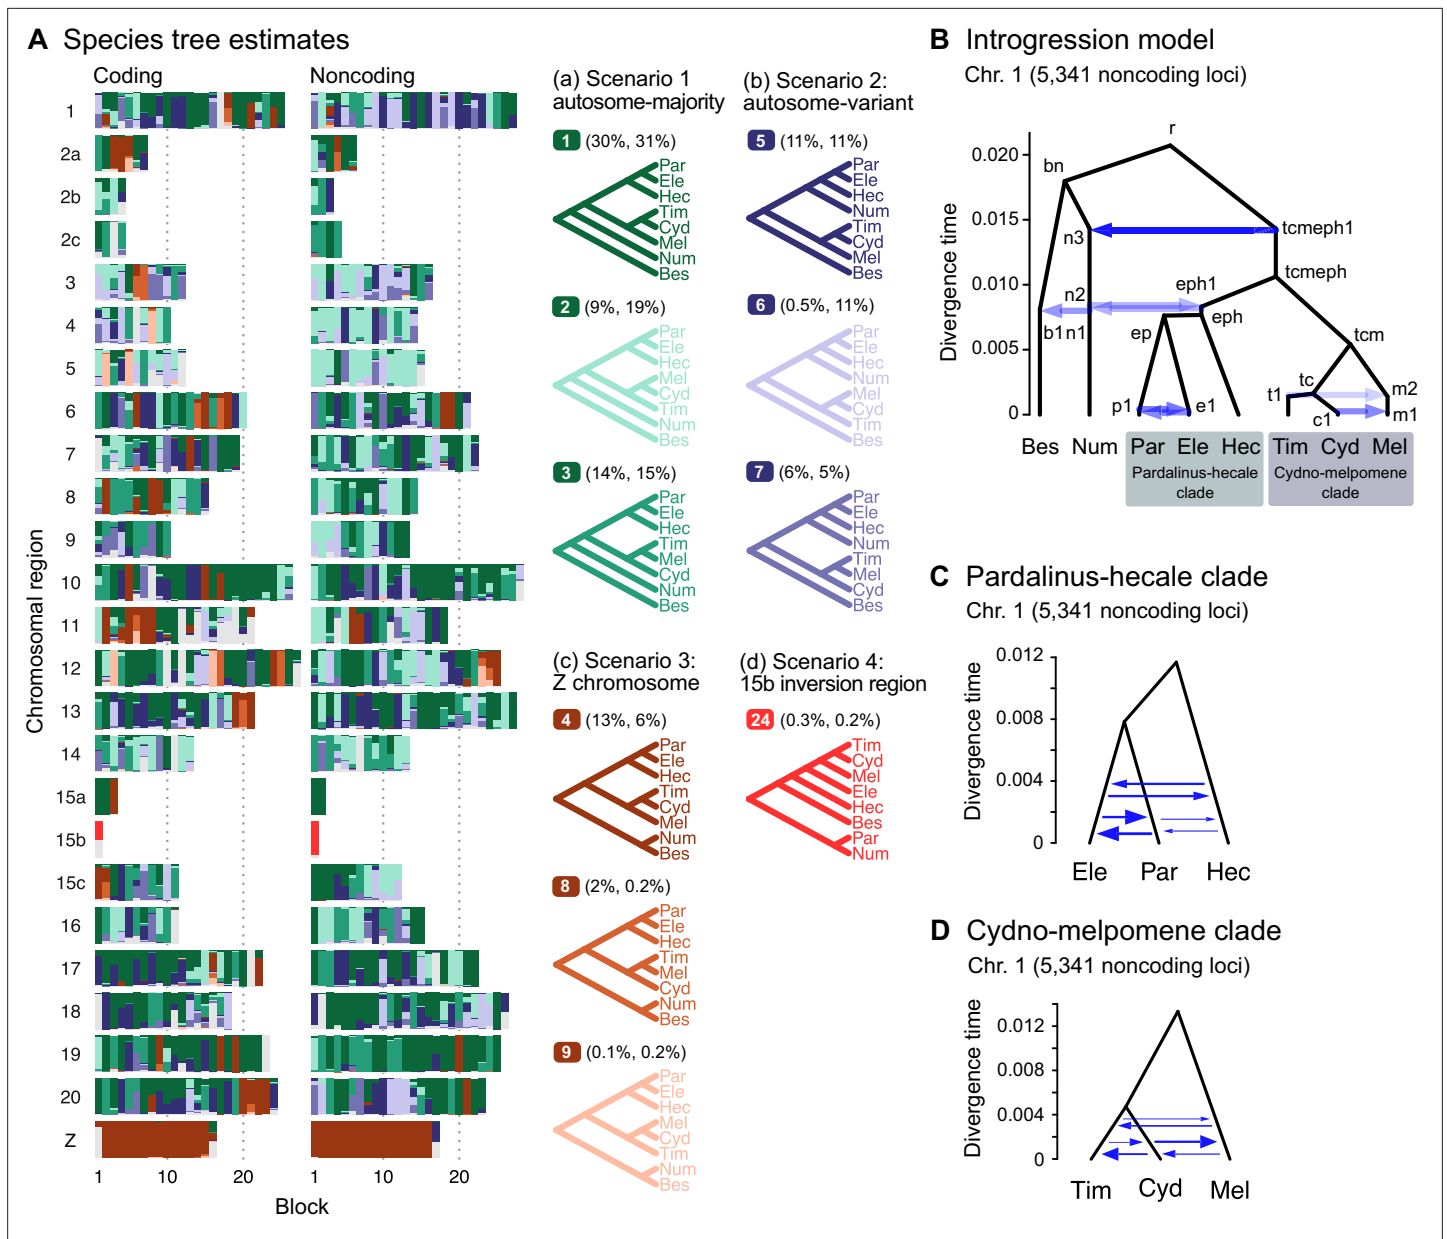 A Species tree estimates
Coding
Noncoding
Chromosomal region
1
2a
2b
2c
3
4
5
6
7
8
9
10
11
12
13
14
15a
15b
15c
16
17
18
19
20
Z
1 10 20
1 10 20
Block
(a) Scenario 1
autosome-majority
1 (30%, 31%)
Par
Ele
Hec
Tim
Cyd
Mel
Num
Bes
2 (9%, 19%)
Par
Ele
Hec
Mel
Cyd
Tim
Num
Bes
3 (14%, 15%)
Par
Ele
Hec
Tim
Mel
Cyd
Num
Bes
(b) Scenario 2:
autosome-variant
5 (11%, 11%)
Par
Ele
Hec
Num
Tim
Cyd
Mel
Bes
6 (0.5%, 11%)
Par
Ele
Hec
Num
Mel
Cyd
Tim
Bes
7 (6%, 5%)
Par
Ele
Hec
Num
Tim
Mel
Cyd
Bes
(c) Scenario 3:
Z chromosome
4 (13%, 6%)
Par
Ele
Hec
Tim
Cyd
Mel
Num
Bes
8 (2%, 0.2%)
Par
Ele
Hec
Tim
Mel
Cyd
Num
Bes
9 (0.1%, 0.2%)
Par
Ele
Hec
Mel
Cyd
Tim
Num
Bes
(d) Scenario 4:
15b inversion region
24 (0.3%, 0.2%)
Tim
Cyd
Mel
Ele
Hec
Bes
Par
Num
B Introgression model
Chr. 1 (5,341 noncoding loci)
Divergence time
0.020
0.015
0.010
0.005
0
r
bn
n3
tcmeph1
tcmeph
eph1
n2
b1 n1
ep
eph
tcm
tc
t1
m2
p1
e1
c1
m1
Bes Num Par Ele Hec Tim Cyd Mel
Pardalinus-hecale
clade
Cydno-melpomene
clade
C Pardalinus-hecale clade
Chr. 1 (5,341 noncoding loci)
Divergence time
0.012
0.008
0.004
0
Ele Par Hec
D Cydno-melpomene clade
Chr. 1 (5,341 noncoding loci)
Divergence time
0.012
0.008
0.004
0
Tim Cyd Mel